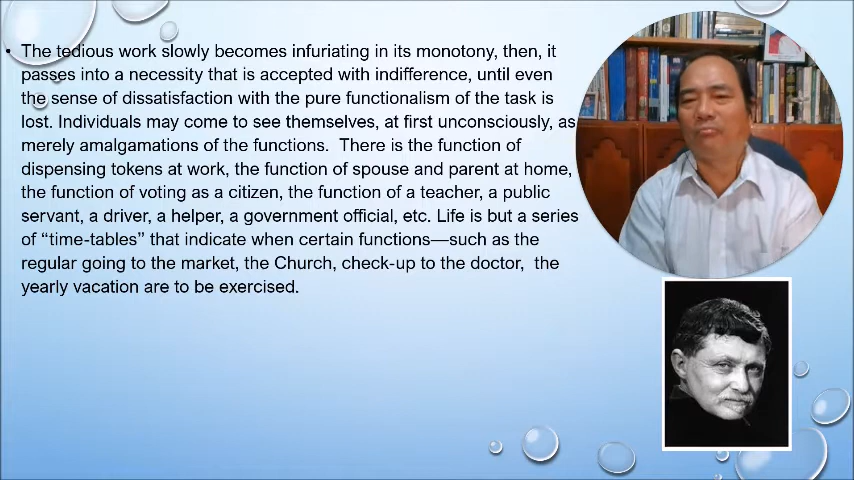 • The tedious work slowly becomes infuriating in its monotony, then, it
passes into a necessity that is accepted with indifference, until even
the sense of dissatisfaction with the pure functionalism of the task is
lost. Individuals may come to see themselves, at first unconsciously, as
merely amalgamations of the functions.  There is the function of
dispensing tokens at work, the function of spouse and parent at home,
the function of voting as a citizen, the function of a teacher, a public
servant, a driver, a helper, a government official, etc. Life is but a series
of “time-tables” that indicate when certain functions—such as the
regular going to the market, the Church, check-up to the doctor,  the
yearly vacation are to be exercised.